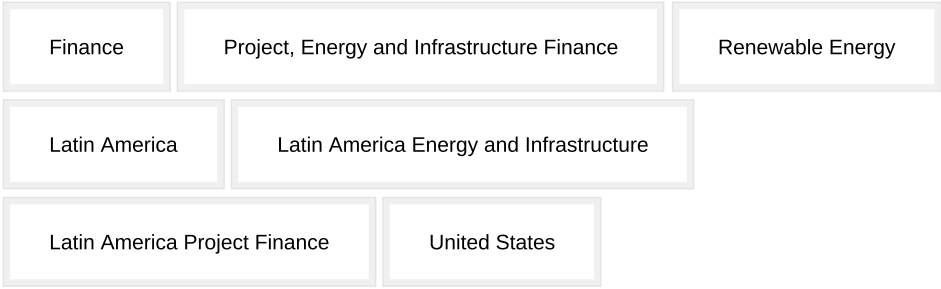 Finance
Project, Energy and Infrastructure Finance
Renewable Energy
Latin America
Latin America Energy and Infrastructure
Latin America Project Finance
United States